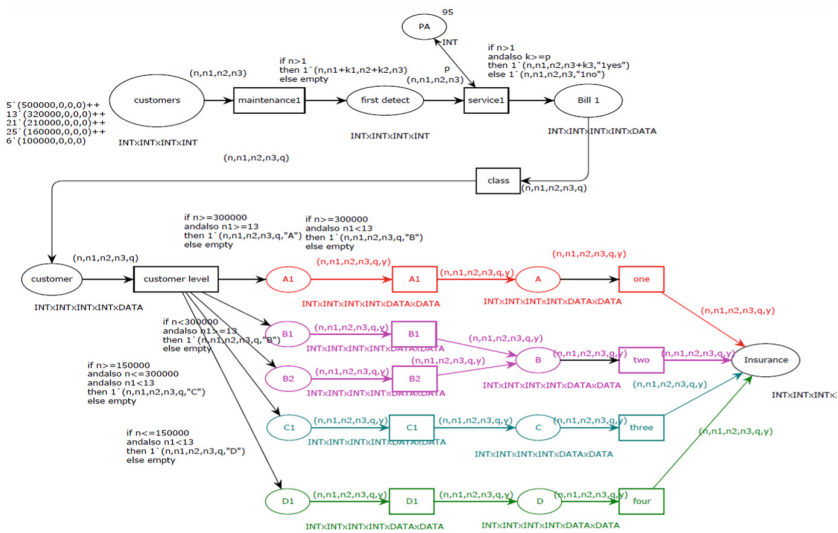 95
PA
INT
if n>1
then 1`(n,n1+k1,n2+k2,n3)
else empty
if n>1
andalso k>=p
then 1`(n,n1,n2,n3+k3,"1yes")
else 1`(n,n1,n2,n3,"1no")
(n,n1,n2,n3)
p
(n,n1,n2,n3)
customers
maintenance1
first detect
service1
Bill 1
5`(500000,0,0,0)++
13`(320000,0,0,0)++
21`(210000,0,0,0)++
25`(160000,0,0,0)++
6`(100000,0,0,0)
INTxINTxINTxINT
INTxINTxINTxINT
INTxINTxINTxINTxDATA
(n,n1,n2,n3,q)
class
(n,n1,n2,n3,q)
if n>=300000
andalso n1>=13
then 1`(n,n1,n2,n3,q,"A")
else empty
if n>=300000
andalso n1<13
then 1`(n,n1,n2,n3,q,"B")
else empty
(n,n1,n2,n3,q)
(n,n1,n2,n3,q,y)
(n,n1,n2,n3,q,y)
(n,n1,n2,n3,q,y)
customer
customer level
A1
A1
A
one
INTxINTxINTxINTxDATA
INTxINTxINTxINTxDATAxDATA
INTxINTxINTxINTxDATAxDATA
(n,n1,n2,n3,q,y)
if n<300000
andalso n1>=13
then 1`(n,n1,n2,n3,q,"B")
else empty
(n,n1,n2,n3,q,y)
(n,n1,n2,n3,q,y)
B1
B1
INTxINTxINTxINTxDATAxDATA
(n,n1,n2,n3,q,y)
(n,n1,n2,n3,q,y)
(n,n1,n2,n3,q,y)
B
two
Insurance
(n,n1,n2,n3,q,y)
B2
B2
INTxINTxINTxINTxDATAxDATA
INTxINTxINTxINTxDATAxDATA
(n,n1,n2,n3,q,y)
INTxINTxINTx
if n>=150000
andalso n<=300000
andalso n1<13
then 1`(n,n1,n2,n3,q,"C")
else empty
(n,n1,n2,n3,q,y)
(n,n1,n2,n3,q,y)
(n,n1,n2,n3,q,y)
C1
C1
C
three
INTxINTxINTxINTxDATAxDATA
INTxINTxINTxINTxDATAxDATA
(n,n1,n2,n3,q,y)
if n<=150000
andalso n1<13
then 1`(n,n1,n2,n3,q,"D")
else empty
(n,n1,n2,n3,q,y)
(n,n1,n2,n3,q,y)
(n,n1,n2,n3,q,y)
D1
D1
D
four
INTxINTxINTxINTxDATAxDATA
INTxINTxINTxINTxDATAxDATA